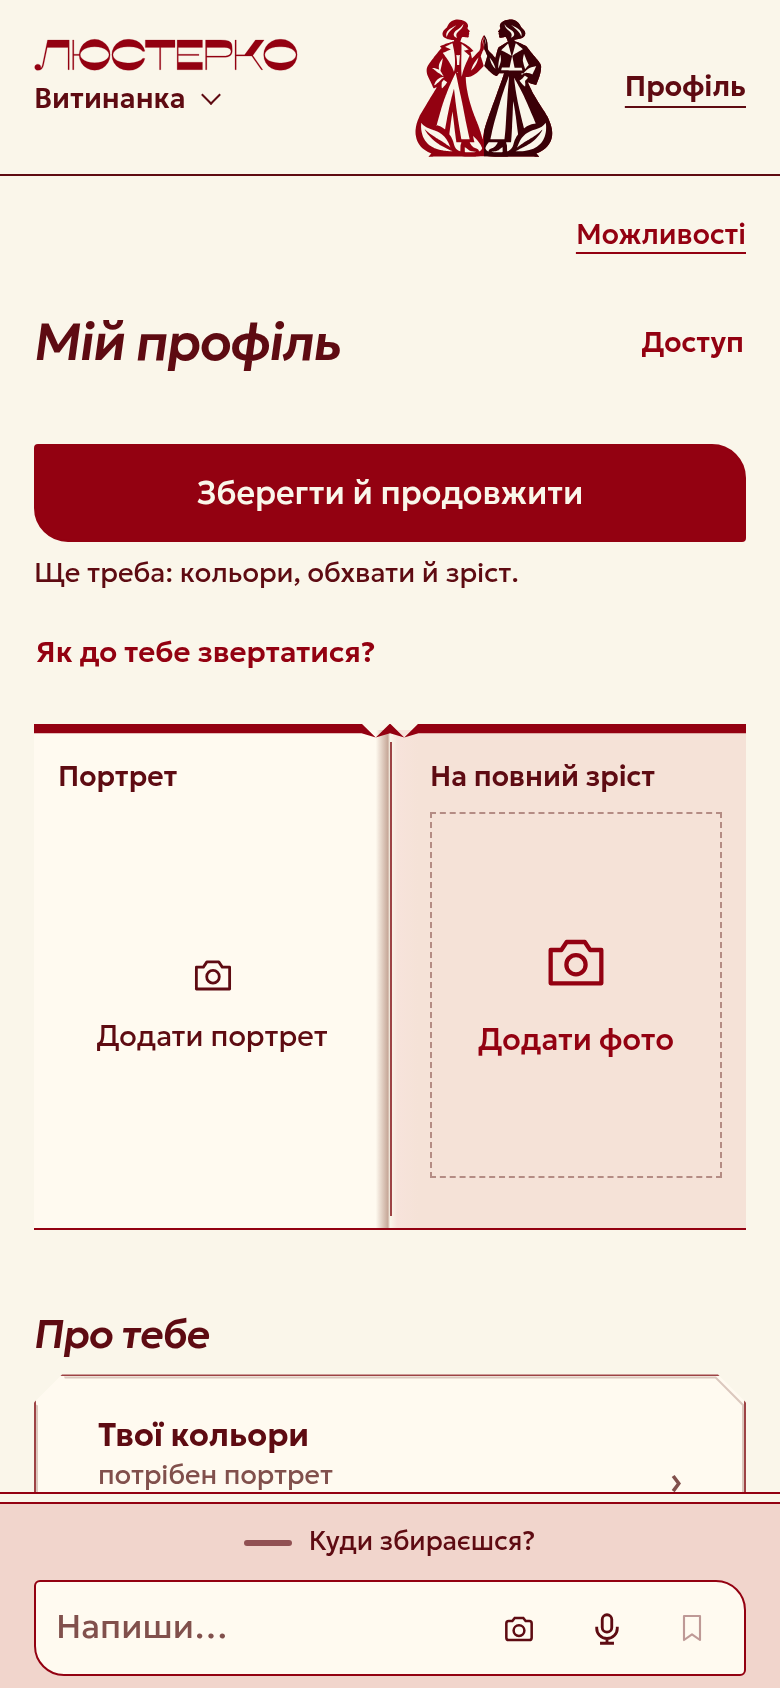 ЛЮСТЕРКО
Витинанка
Профіль
Можливості
Мій профіль
Доступ
Зберегти й продовжити
Ще треба: кольори, обхвати й зріст.
Як до тебе звертатися?
Портрет
На повний зріст
Додати портрет
Додати фото
Про тебе
Твої кольори
потрібен портрет
Куди збираєшся?
Напиши...